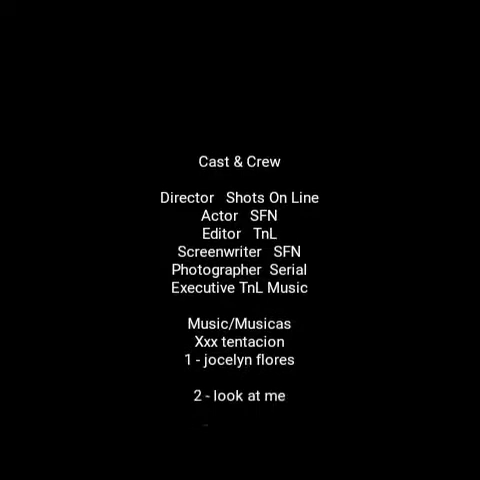 Cast & Crew
Director Shots On Line
Actor SFN
Editor TnL
Screenwriter SFN
Photographer Serial
Executive TnL Music
Music/Musicas
Xxx tentacion
1 - jocelyn flores
2 - look at me